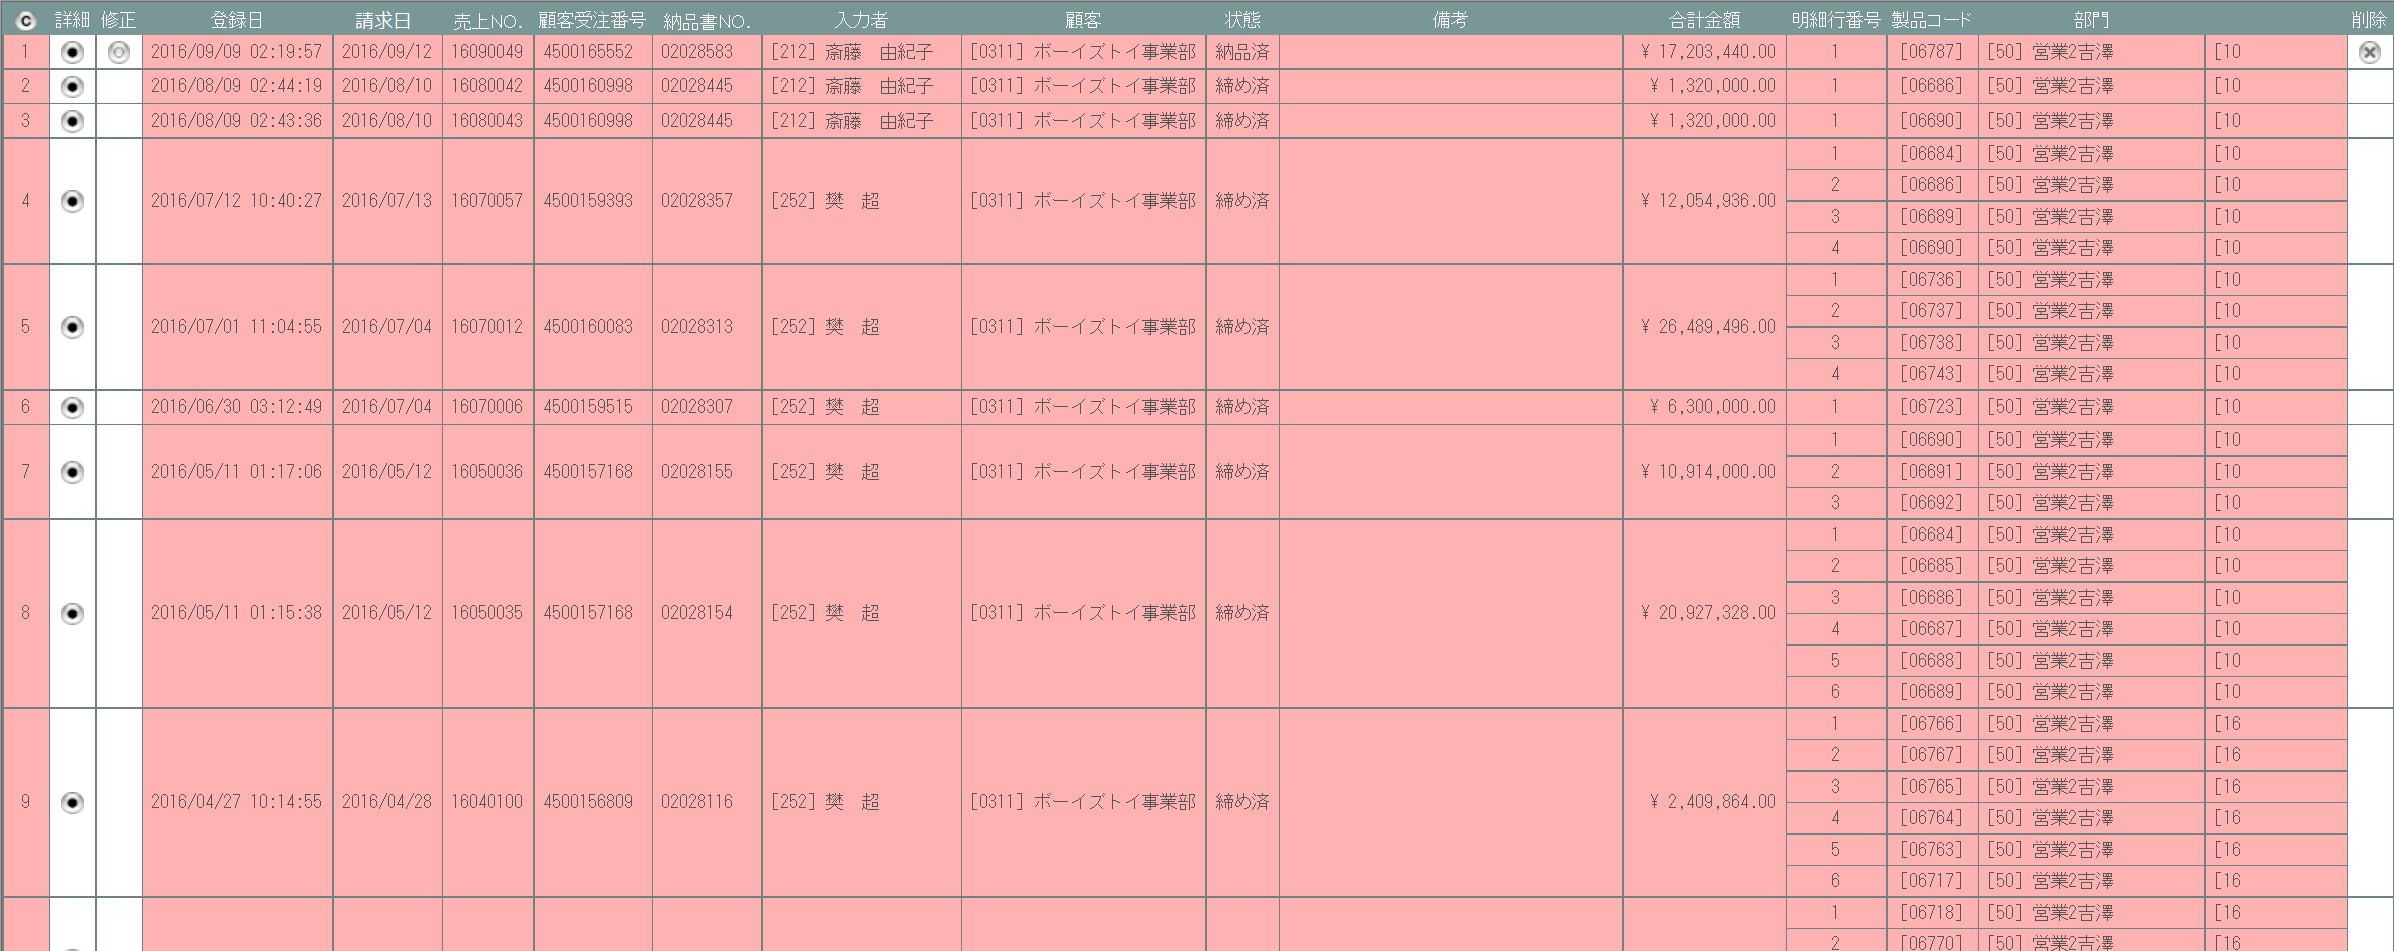 C 詳細 修正 登録日 請求日 売上NO. 顧客受注番号 納品書NO. 入力者 顧客 状態 備考 合計金額 明細行番号 製品コード 部門 削除
1 2016/09/09 02:19:57 2016/09/12 16090049 4500165552 02028583 [212] 斎藤　由紀子 [0311] ボーイズトイ事業部 納品済 ¥ 17,203,440.00 1 [06787] [50] 営業2吉澤 [10
2 2016/08/09 02:44:19 2016/08/10 16080042 4500160998 02028445 [212] 斎藤　由紀子 [0311] ボーイズトイ事業部 締め済 ¥ 1,320,000.00 1 [06686] [50] 営業2吉澤 [10
3 2016/08/09 02:43:36 2016/08/10 16080043 4500160998 02028445 [212] 斎藤　由紀子 [0311] ボーイズトイ事業部 締め済 ¥ 1,320,000.00 1 [06690] [50] 営業2吉澤 [10
4 2016/07/12 10:40:27 2016/07/13 16070057 4500159393 02028357 [252] 樊　超 [0311] ボーイズトイ事業部 締め済 ¥ 12,054,936.00
1 [06684] [50] 営業2吉澤 [10
2 [06686] [50] 営業2吉澤 [10
3 [06689] [50] 営業2吉澤 [10
4 [06690] [50] 営業2吉澤 [10
5 2016/07/01 11:04:55 2016/07/04 16070012 4500160083 02028313 [252] 樊　超 [0311] ボーイズトイ事業部 締め済 ¥ 26,489,496.00
1 [06736] [50] 営業2吉澤 [10
2 [06737] [50] 営業2吉澤 [10
3 [06738] [50] 営業2吉澤 [10
4 [06743] [50] 営業2吉澤 [10
6 2016/06/30 03:12:49 2016/07/04 16070006 4500159515 02028307 [252] 樊　超 [0311] ボーイズトイ事業部 締め済 ¥ 6,300,000.00 1 [06723] [50] 営業2吉澤 [10
7 2016/05/11 01:17:06 2016/05/12 16050036 4500157168 02028155 [252] 樊　超 [0311] ボーイズトイ事業部 締め済 ¥ 10,914,000.00
1 [06690] [50] 営業2吉澤 [10
2 [06691] [50] 営業2吉澤 [10
3 [06692] [50] 営業2吉澤 [10
8 2016/05/11 01:15:38 2016/05/12 16050035 4500157168 02028154 [252] 樊　超 [0311] ボーイズトイ事業部 締め済 ¥ 20,927,328.00
1 [06684] [50] 営業2吉澤 [10
2 [06685] [50] 営業2吉澤 [10
3 [06686] [50] 営業2吉澤 [10
4 [06687] [50] 営業2吉澤 [10
5 [06688] [50] 営業2吉澤 [10
6 [06689] [50] 営業2吉澤 [10
9 2016/04/27 10:14:55 2016/04/28 16040100 4500156809 02028116 [252] 樊　超 [0311] ボーイズトイ事業部 締め済 ¥ 2,409,864.00
1 [06766] [50] 営業2吉澤 [16
2 [06767] [50] 営業2吉澤 [16
3 [06765] [50] 営業2吉澤 [16
4 [06764] [50] 営業2吉澤 [16
5 [06763] [50] 営業2吉澤 [16
6 [06717] [50] 営業2吉澤 [16
1 [06718] [50] 営業2吉澤 [16
2 [06770] [50] 営業2吉澤 [16